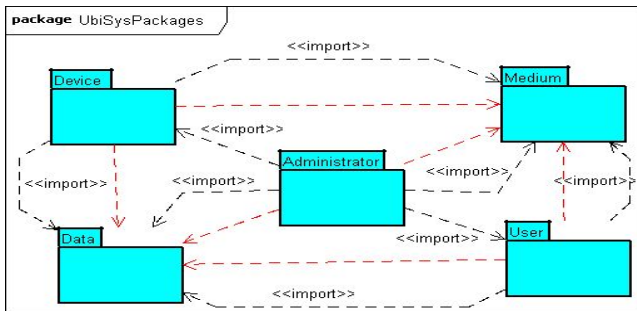 package UbiSysPackages
<<import>>
Device
Medium
<<import>>
Administrator
<<import>>
<<import>>
<<import>>
<<import>>
Data
<<import>>
User
<<import>>